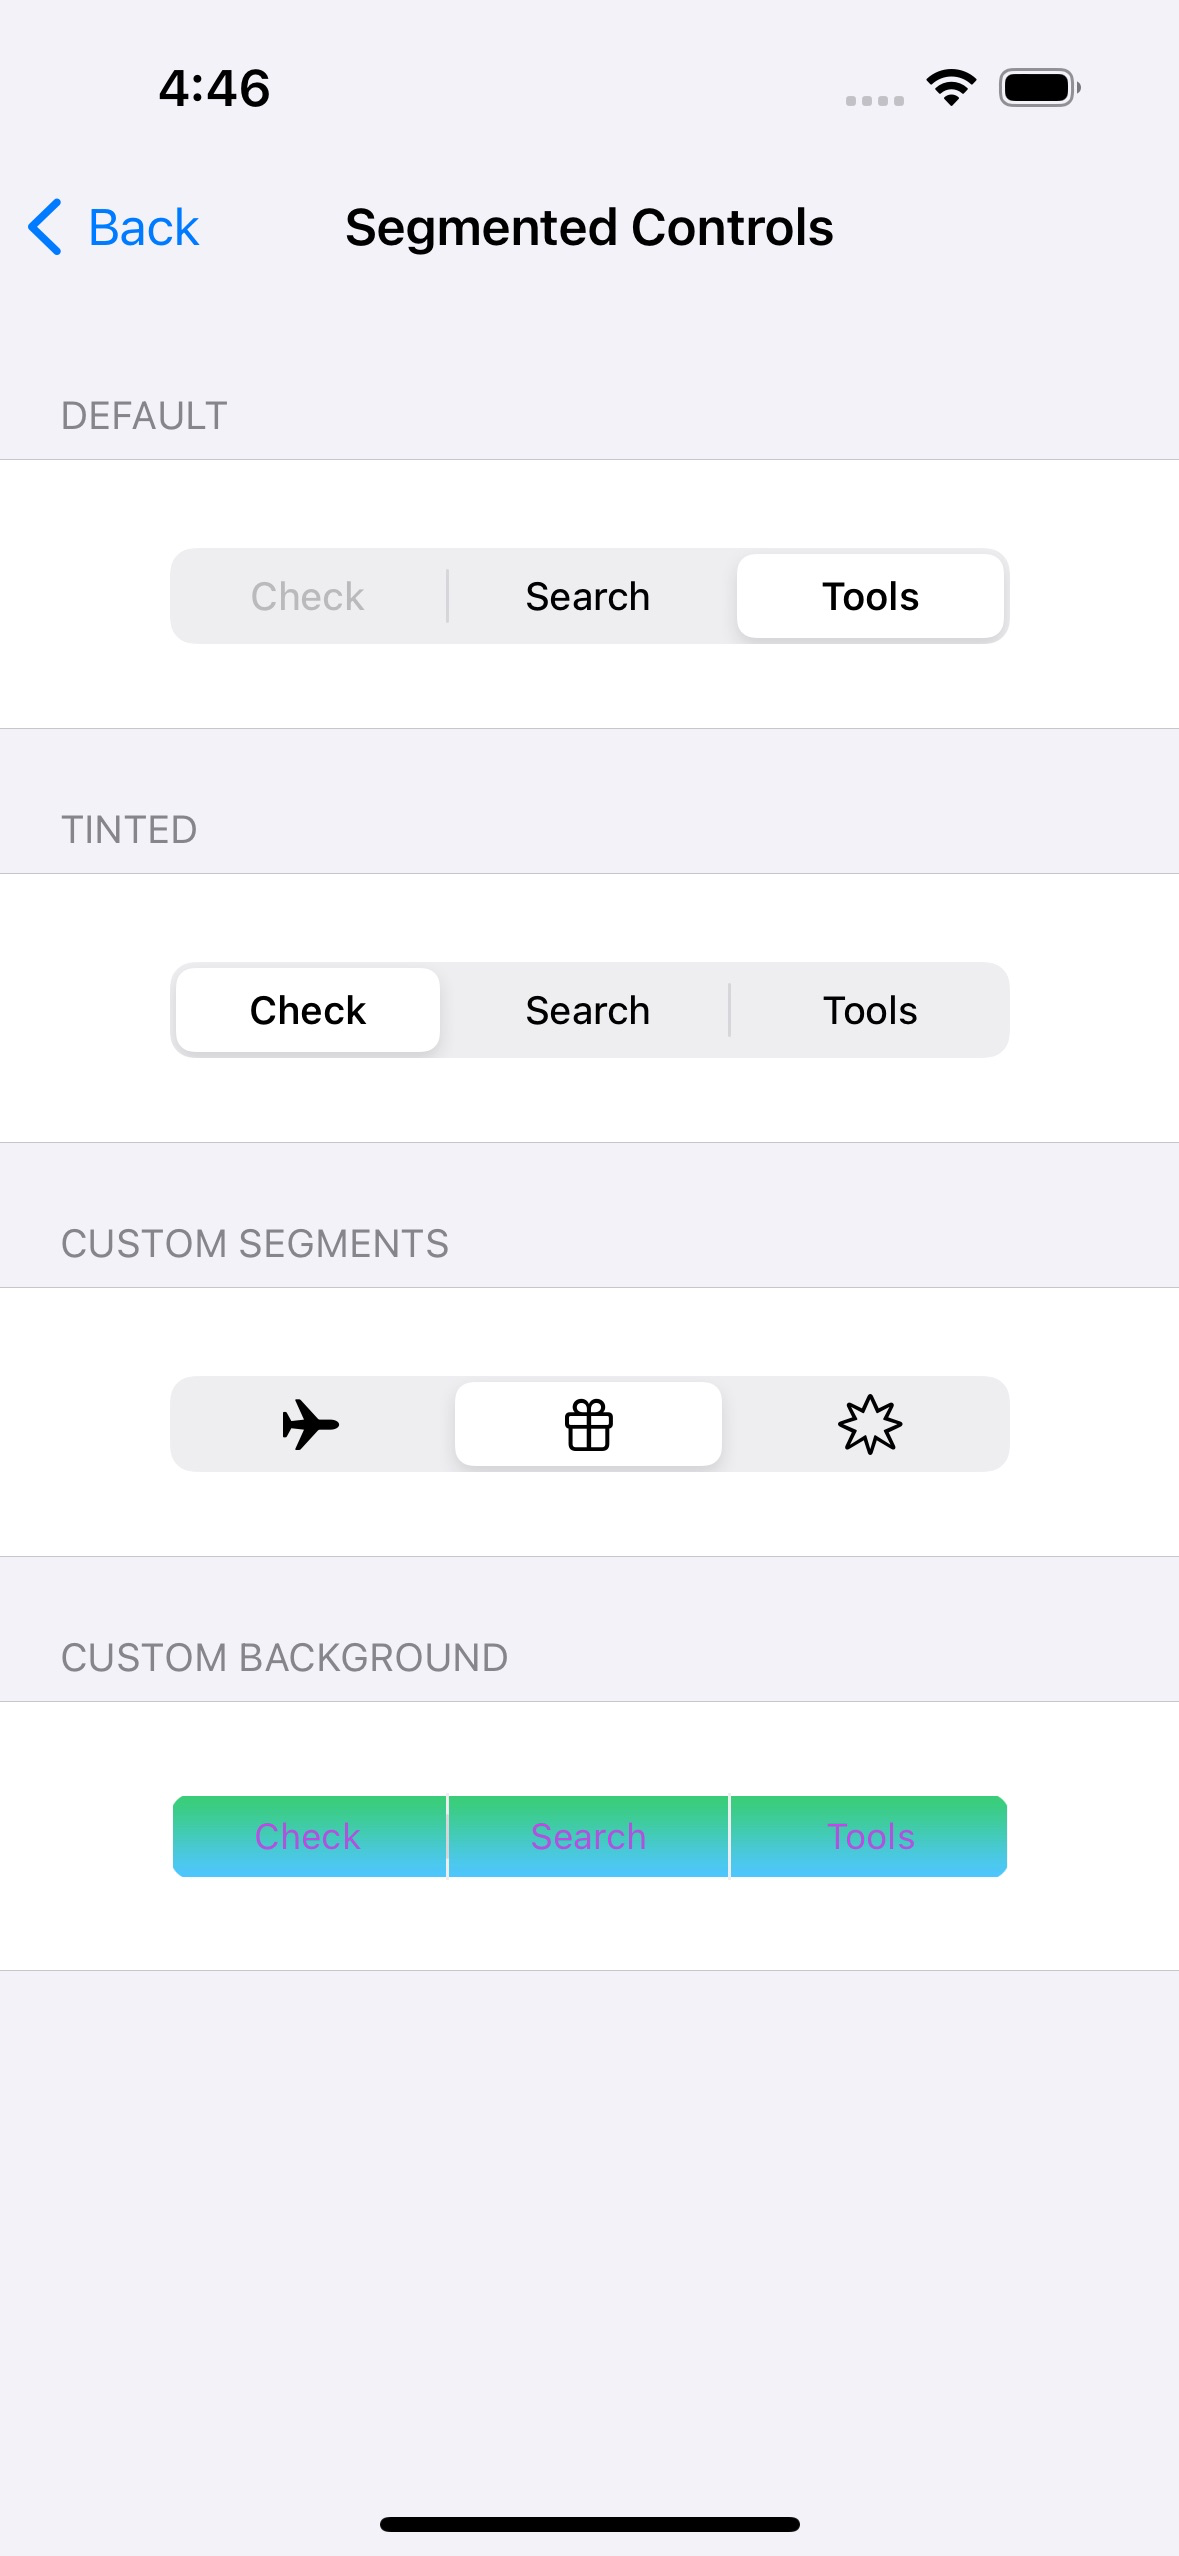 4:46
Back Segmented Controls
DEFAULT
Check Search Tools
TINTED
Check Search Tools
CUSTOM SEGMENTS
CUSTOM BACKGROUND
Check Search Tools